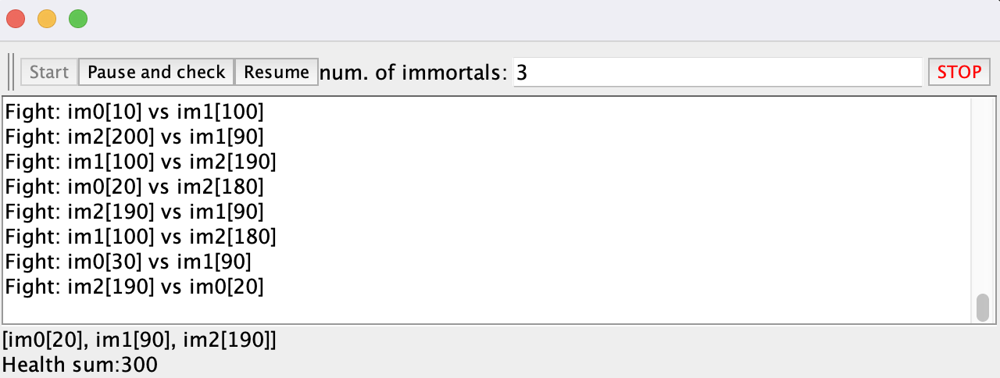 Start Pause and check Resume num. of immortals: 3 STOP
Fight: im0[10] vs im1[100]
Fight: im2[200] vs im1[90]
Fight: im1[100] vs im2[190]
Fight: im0[20] vs im2[180]
Fight: im2[190] vs im1[90]
Fight: im1[100] vs im2[180]
Fight: im0[30] vs im1[90]
Fight: im2[190] vs im0[20]
[im0[20], im1[90], im2[190]]
Health sum:300